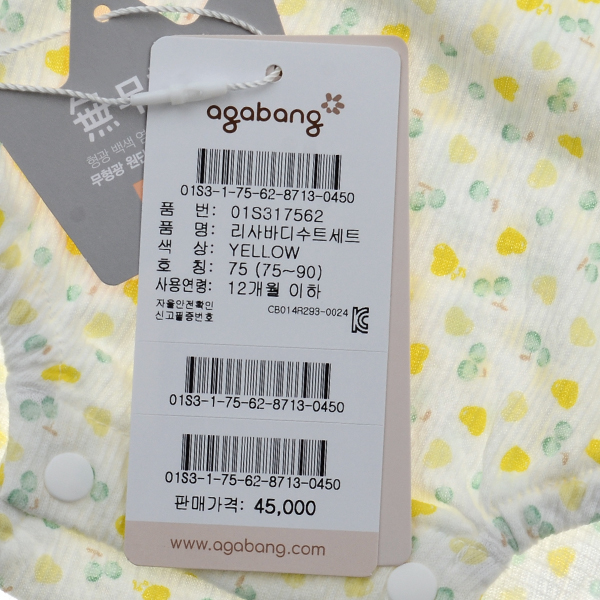 agabang
01S3-1-75-62-8713-0450
품 번: 01S317562
품 명: 리사바디수트세트
색 상: YELLOW
호 칭: 75 (75~90)
사용연령: 12개월 이하
자율안전확인
신고필증번호 CB014R293-0024
01S3-1-75-62-8713-0450
01S3-1-75-62-8713-0450
판매가격: 45,000
www.agabang.com
無
형광 백색
무형광 원단